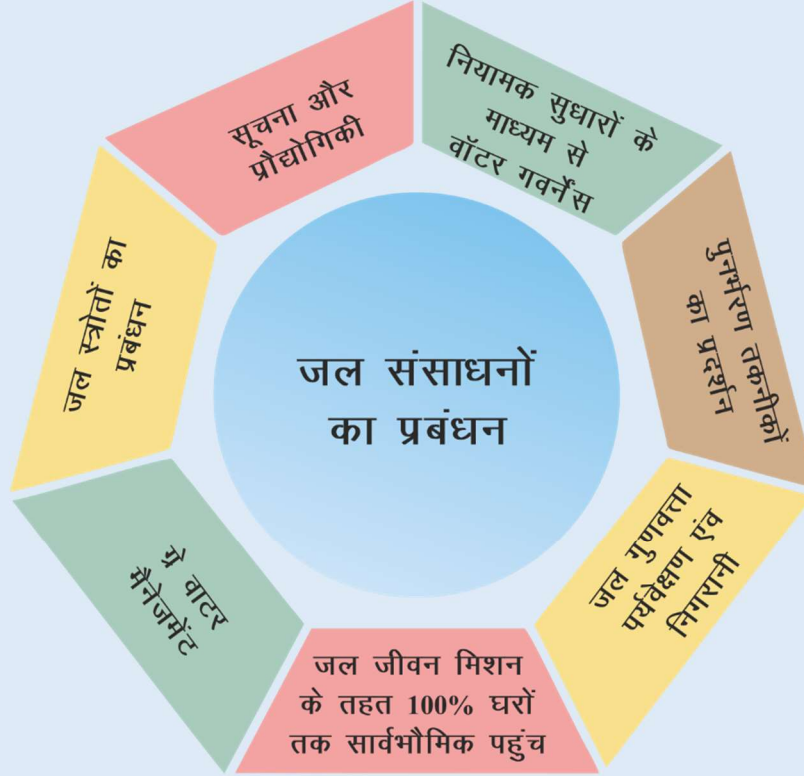 जल संसाधनों
का प्रबंधन
नियामक सुधारों के
माध्यम से
वॉटर गवर्नेंस
पुनर्भरण तकनीकों
का प्रदर्शन
जल गुणवत्ता
पर्यवेक्षण एंव
निगरानी
जल जीवन मिशन
के तहत 100% घरों
तक सार्वभौमिक पहुंच
ग्रे वाटर
मैनेजमेंट
जल स्त्रोतों का
प्रबंधन
सूचना और
प्रौद्योगिकी